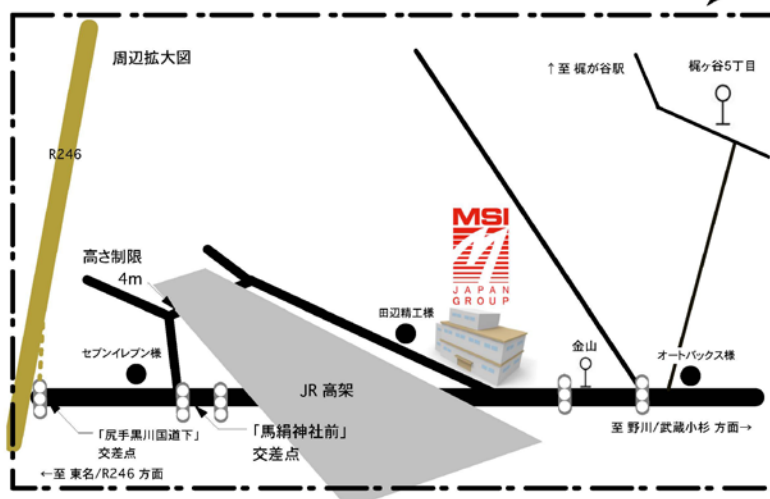 周辺拡大図
↑至 梶が谷駅
梶ヶ谷5丁目
R246
MSI
JAPAN
GROUP
高さ制限
4m
田辺精工様
セブンイレブン様
金山
オートバックス様
JR 高架
「尻手黒川国道下」
交差点
「馬絹神社前」
交差点
至 野川/武蔵小杉 方面→
←至 東名/R246 方面